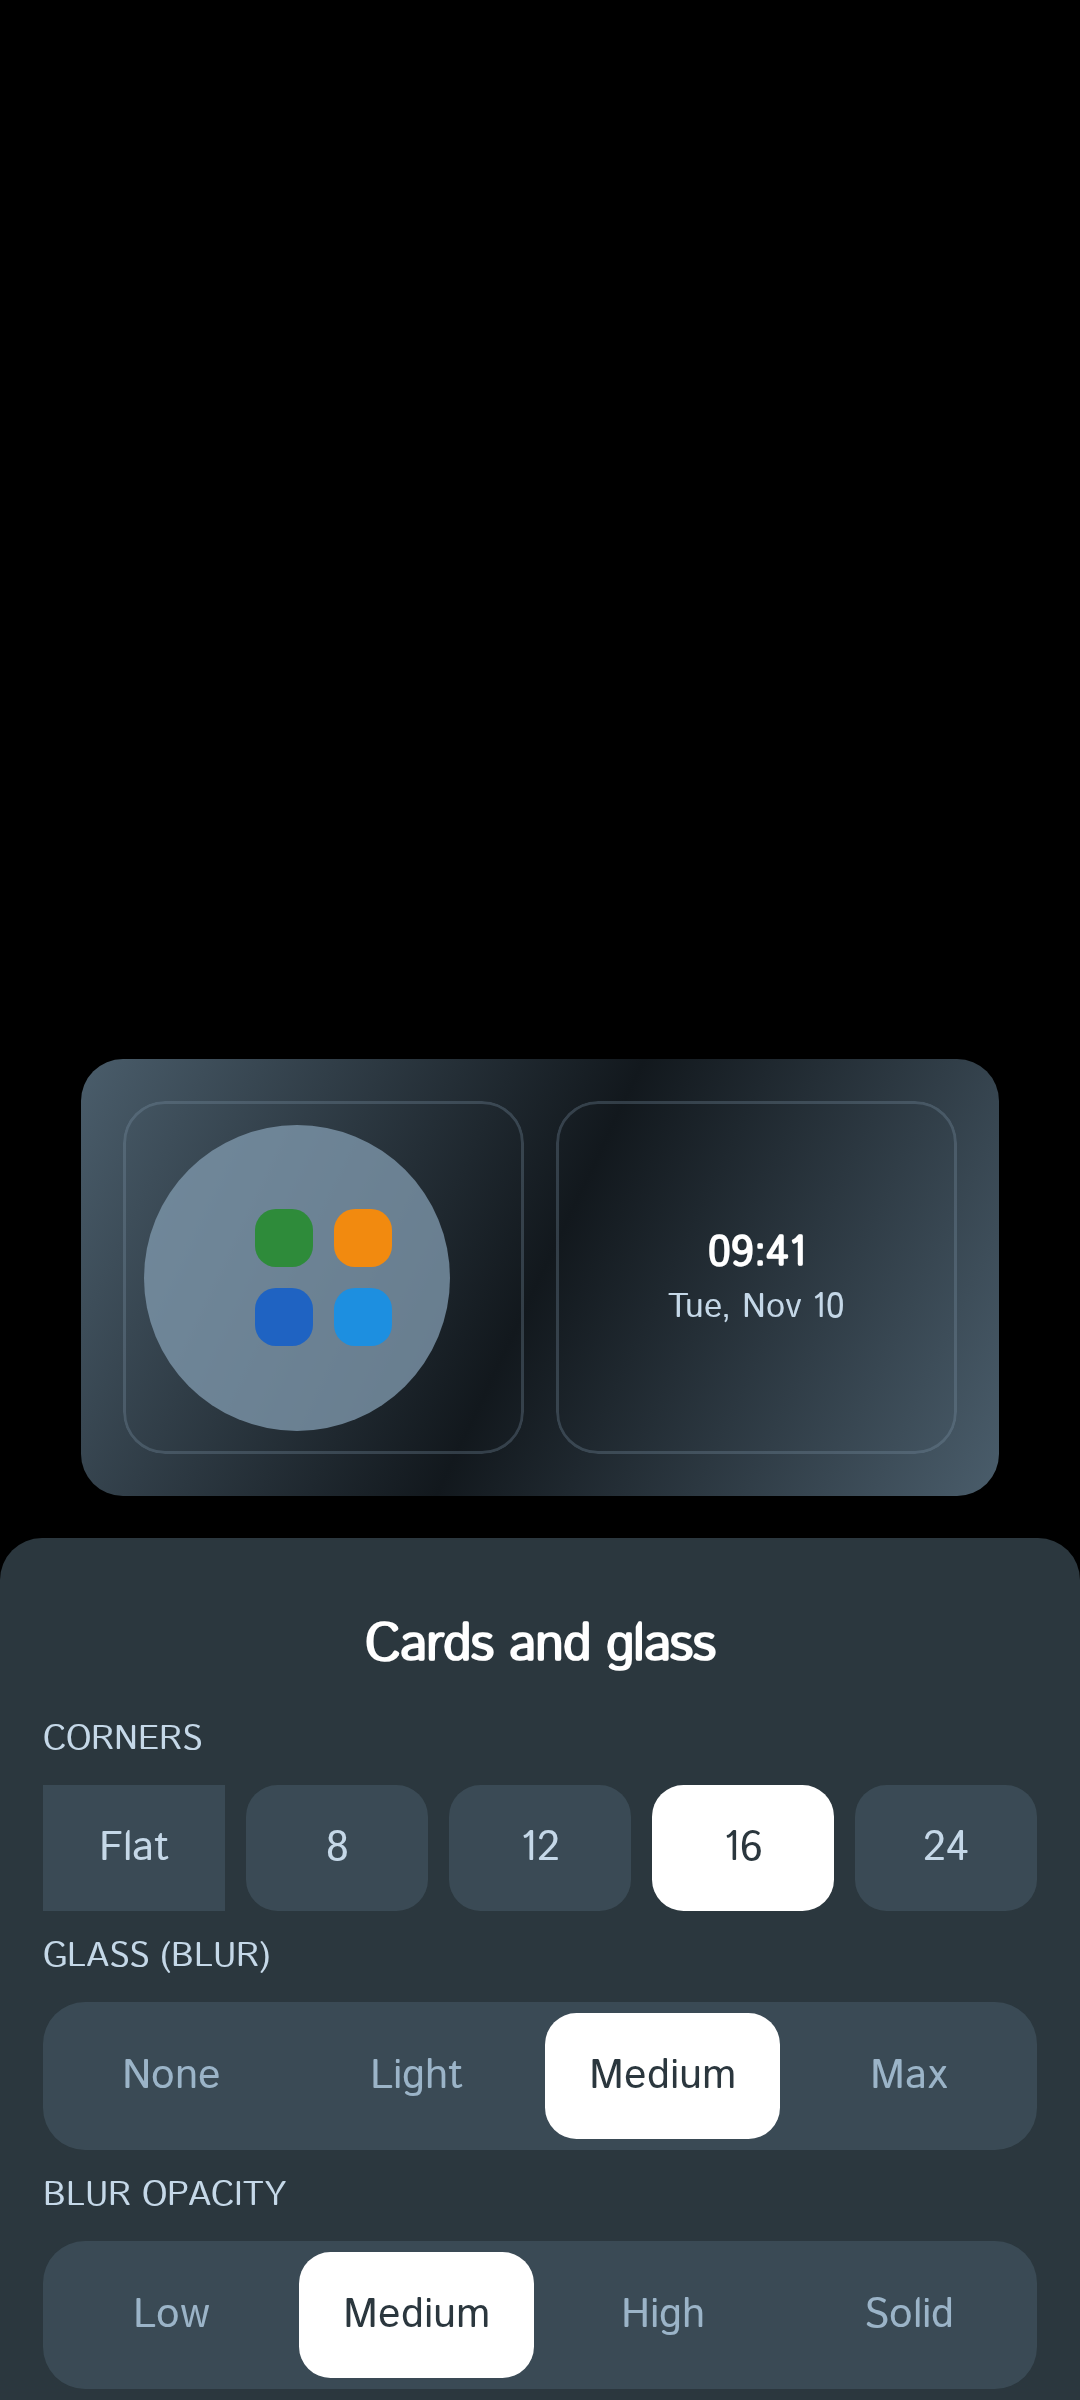 09:41
Tue, Nov 10
Cards and glass
CORNERS
Flat 8 12 16 24
GLASS (BLUR)
None Light Medium Max
BLUR OPACITY
Low Medium High Solid